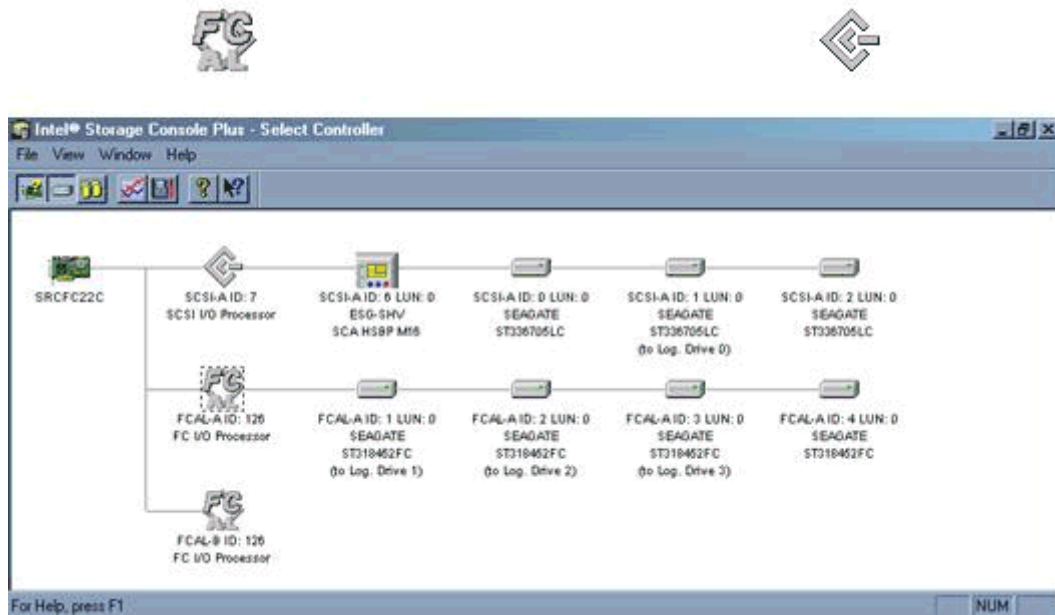 FC
AL
Intel® Storage Console Plus - Select Controller
File View Window Help
SRCFC22C
SCSI-A ID: 7
SCSI I/O Processor
SCSI-A ID: 6 LUN: 0
ESG-SHV
SCA HSBP M16
SCSI-A ID: 0 LUN: 0
SEAGATE
ST336705LC
SCSI-A ID: 1 LUN: 0
SEAGATE
ST336705LC
(to Log. Drive 0)
SCSI-A ID: 2 LUN: 0
SEAGATE
ST336705LC
FC
AL
FCAL-A ID: 126
FC I/O Processor
FCAL-A ID: 1 LUN: 0
SEAGATE
ST318452FC
(to Log. Drive 1)
FCAL-A ID: 2 LUN: 0
SEAGATE
ST318452FC
(to Log. Drive 2)
FCAL-A ID: 3 LUN: 0
SEAGATE
ST318452FC
(to Log. Drive 3)
FCAL-A ID: 4 LUN: 0
SEAGATE
ST318452FC
FC
AL
FCAL-B ID: 126
FC I/O Processor
For Help, press F1
NUM